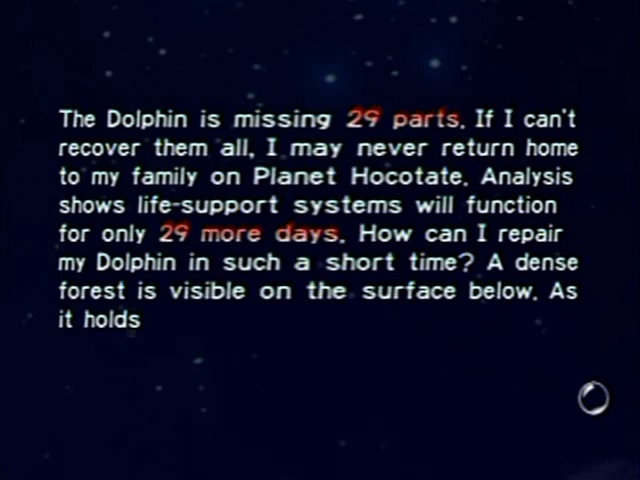 The Dolphin is missing 29 parts. If I can't
recover them all, I may never return home
to my family on Planet Hocotate. Analysis
shows life-support systems will function
for only 29 more days. How can I repair
my Dolphin in such a short time? A dense
forest is visible on the surface below. As
it holds